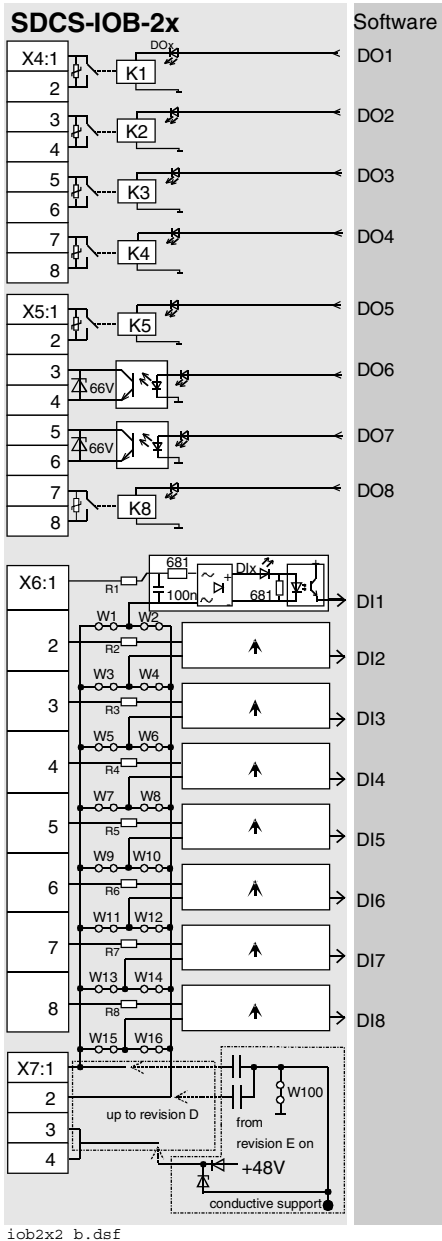 SDCS-IOB-2x Software
X4:1 K1 DOx DO1
2
3 K2 DO2
4
5 K3 DO3
6
7 K4 DO4
8
X5:1 K5 DO5
2
3 66V DO6
4
5 66V DO7
6
7 K8 DO8
8
X6:1 R1 681 100n ~ ~ + - DIx 681 + DI1
W1 W2
2 R2 DI2
W3 W4
3 R3 DI3
W5 W6
4 R4 DI4
W7 W8
5 R5 DI5
W9 W10
6 R6 DI6
W11 W12
7 R7 DI7
W13 W14
8 R8 DI8
W15 W16
X7:1
2 W100
up to revision D
from
3 revision E on
4 +48V
conductive support
iob2x2_b.dsf